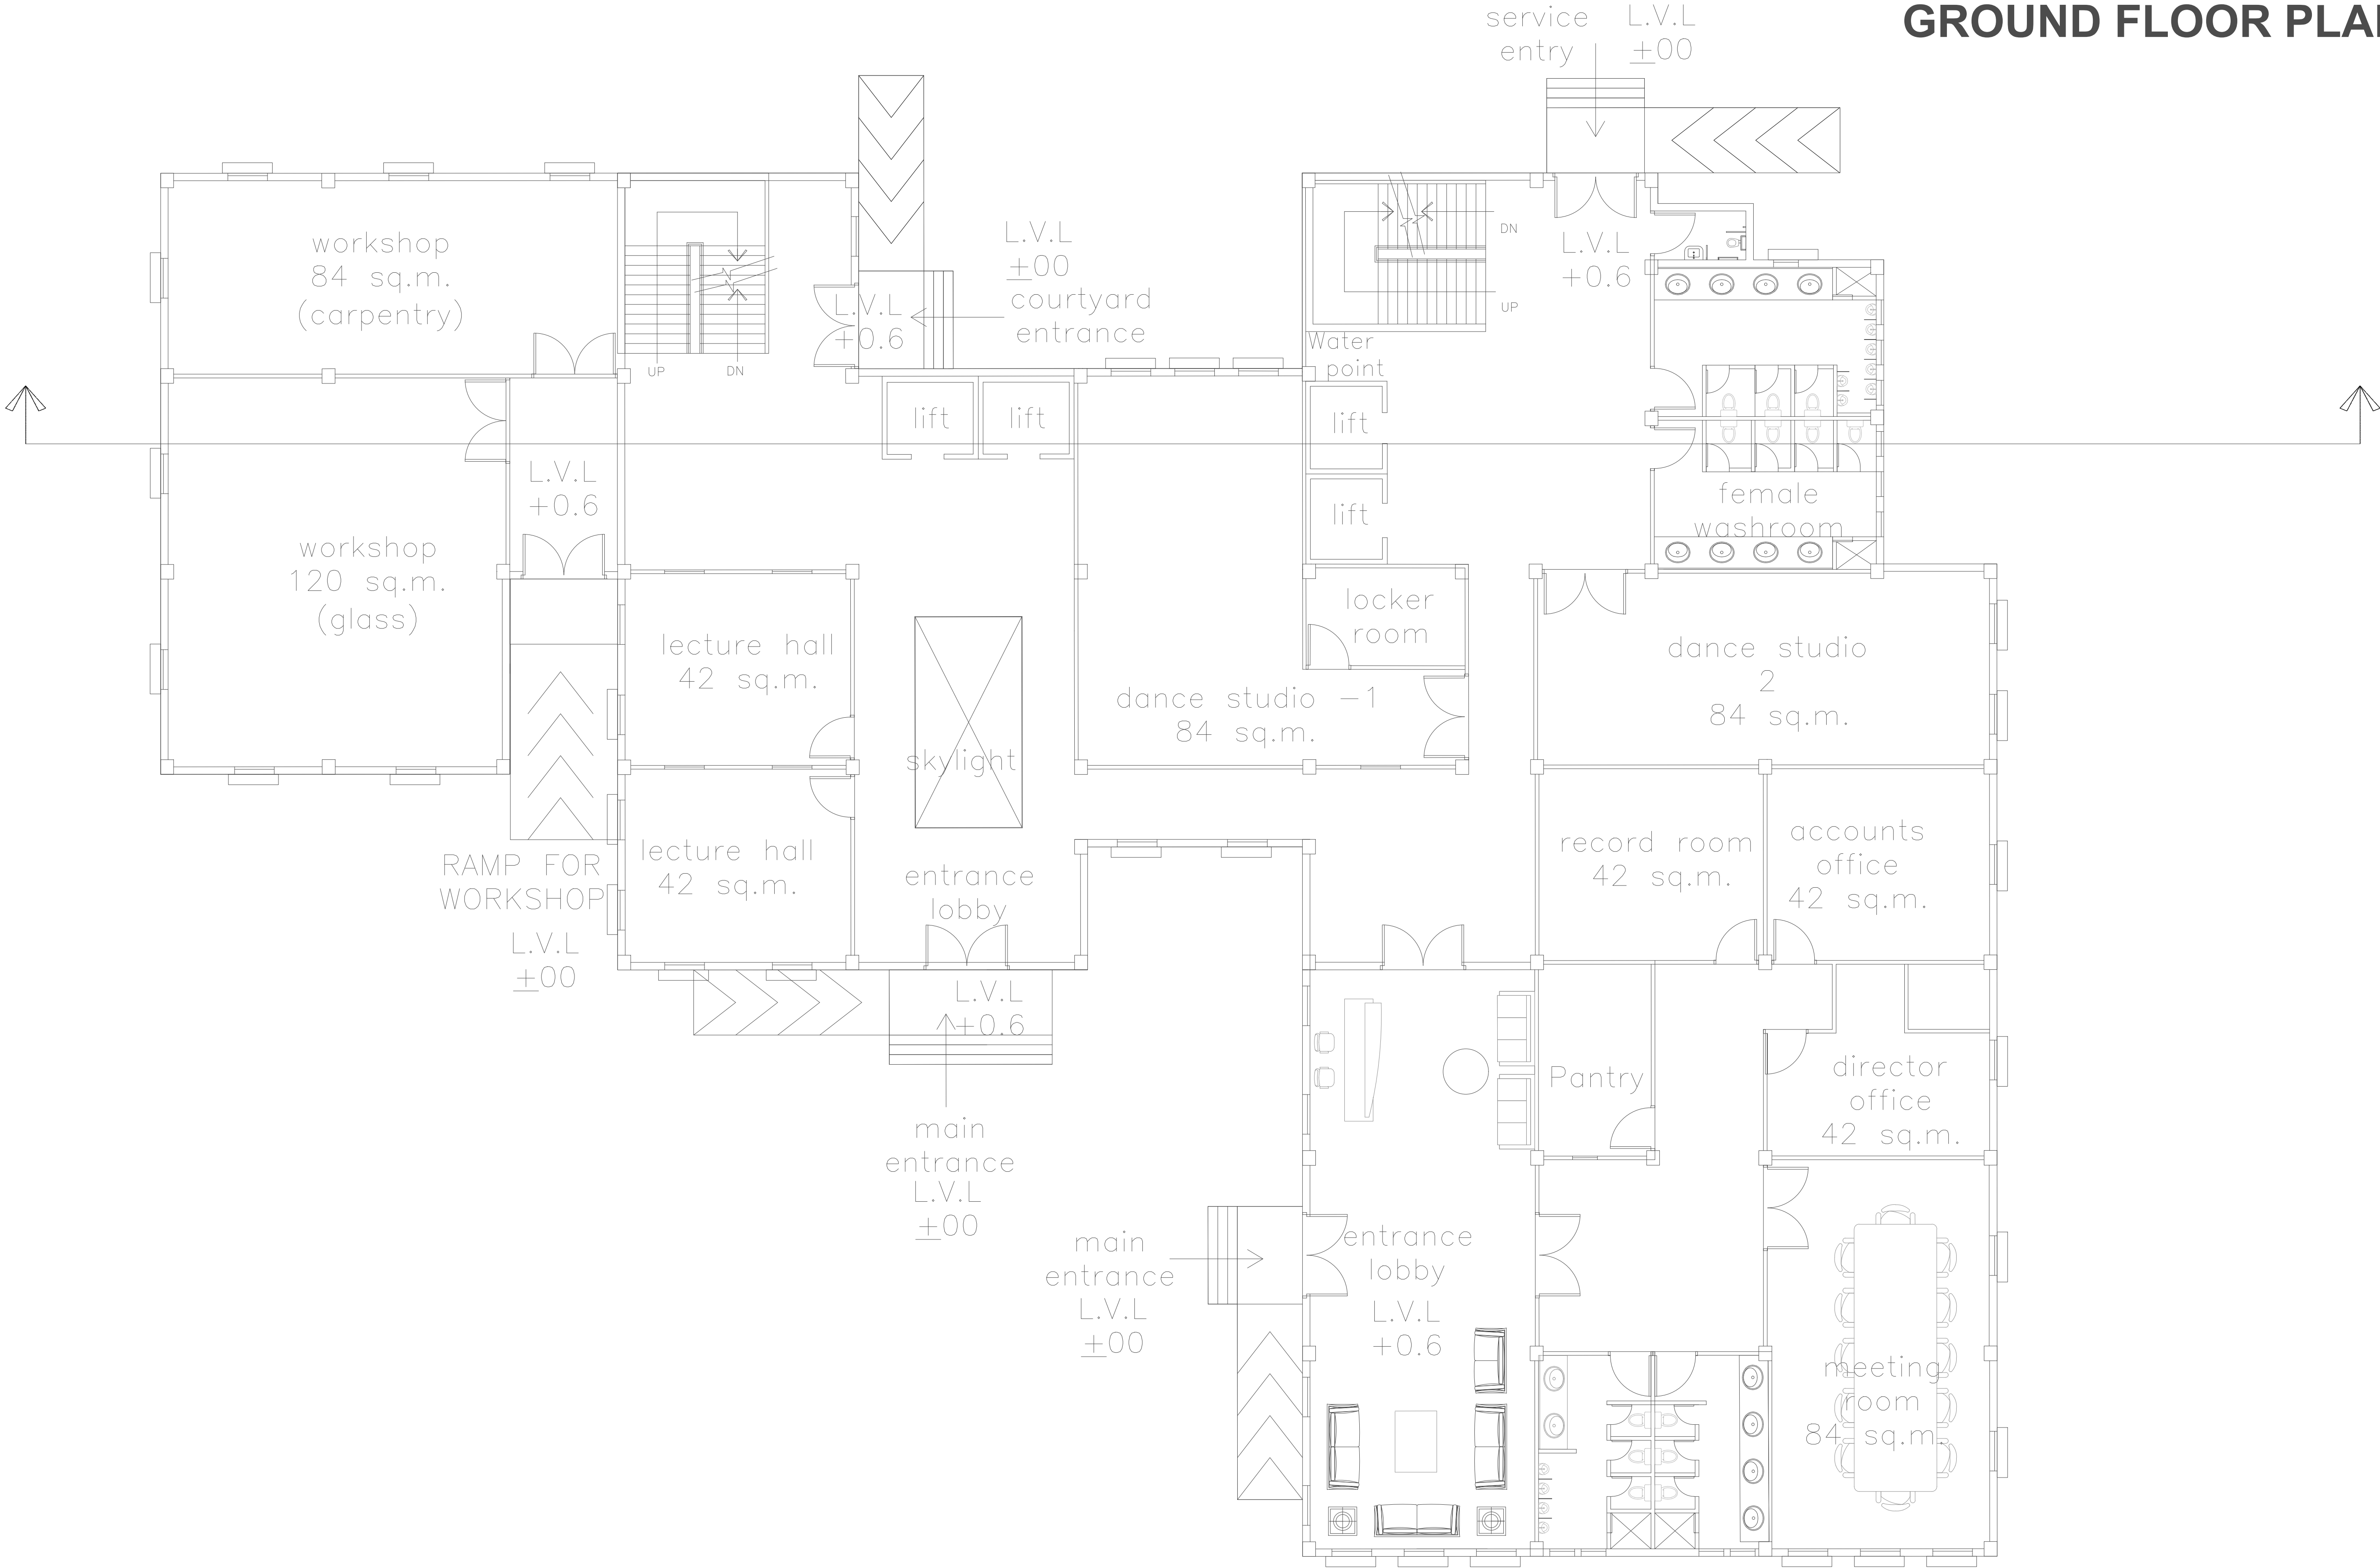 GROUND FLOOR PLAN
service
entry
L.V.L
±00
workshop
84 sq.m.
(carpentry)
UP
DN
L.V.L
+0.6
L.V.L
±00
courtyard
entrance
DN
UP
L.V.L
+0.6
Water
point
lift
lift
lift
lift
L.V.L
+0.6
female
washroom
workshop
120 sq.m.
(glass)
lecture hall
42 sq.m.
skylight
dance studio -1
84 sq.m.
locker
room
dance studio
2
84 sq.m.
RAMP FOR
WORKSHOP
L.V.L
±00
lecture hall
42 sq.m.
entrance
lobby
record room
42 sq.m.
accounts
office
42 sq.m.
L.V.L
+0.6
main
entrance
L.V.L
±00
Pantry
director
office
42 sq.m.
main
entrance
L.V.L
±00
entrance
lobby
L.V.L
+0.6
meeting
room
84 sq.m.